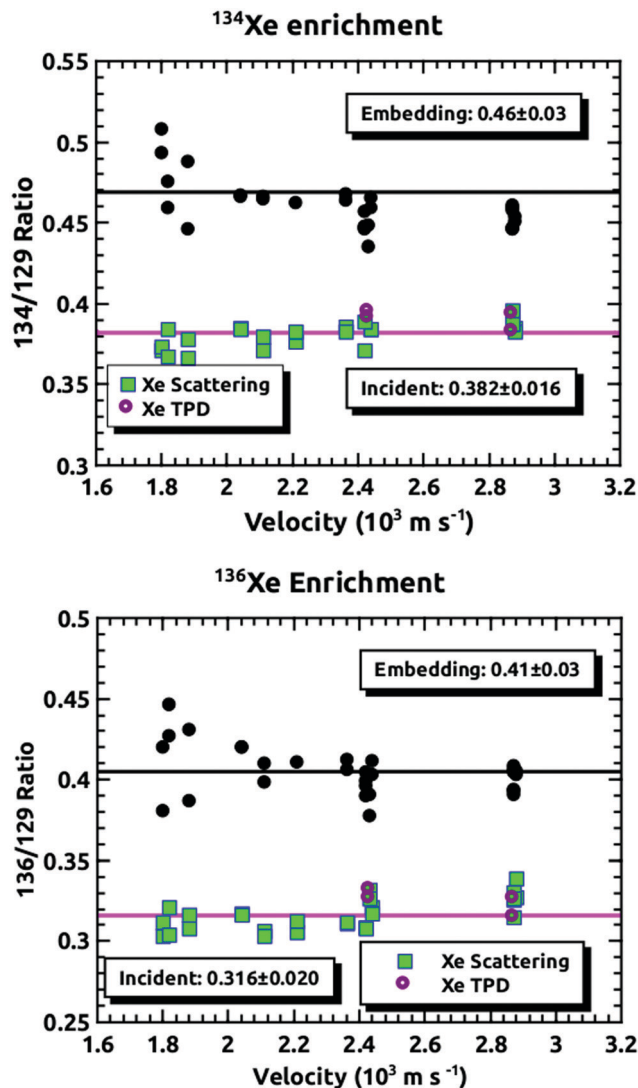 ¹³⁴Xe enrichment
0.55
0.5
0.45
0.4
0.35
0.3
134/129 Ratio
Embedding: 0.46±0.03
Xe Scattering
Xe TPD
Incident: 0.382±0.016
1.6 1.8 2 2.2 2.4 2.6 2.8 3 3.2
Velocity (10³ m s⁻¹)
¹³⁶Xe Enrichment
0.5
0.45
0.4
0.35
0.3
0.25
136/129 Ratio
Embedding: 0.41±0.03
Incident: 0.316±0.020
Xe Scattering
Xe TPD
1.6 1.8 2 2.2 2.4 2.6 2.8 3 3.2
Velocity (10³ m s⁻¹)